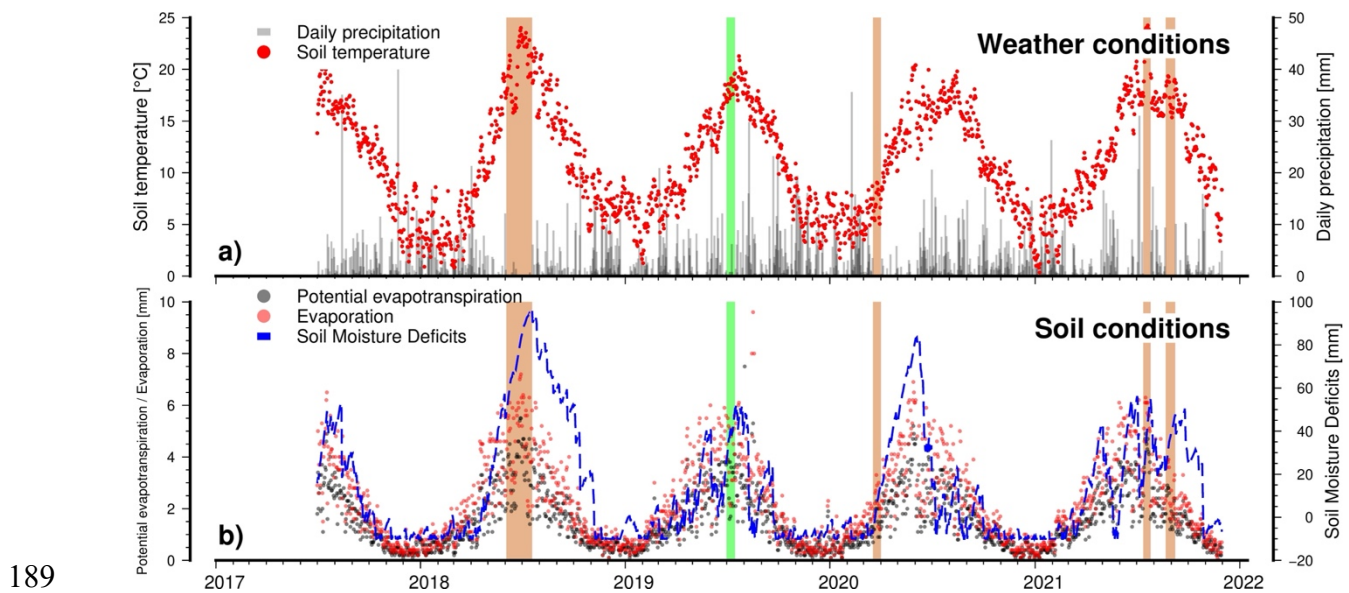 25
20
15
10
5
0
Soil temperature [°C]
Daily precipitation
Soil temperature
Weather conditions
a)
50
40
30
20
10
0
Daily precipitation [mm]
10
8
6
4
2
0
Potential evapotranspiration / Evaporation [mm]
Potential evapotranspiration
Evaporation
Soil Moisture Deficits
Soil conditions
b)
100
80
60
40
20
0
−20
Soil Moisture Deficits [mm]
189
2017 2018 2019 2020 2021 2022